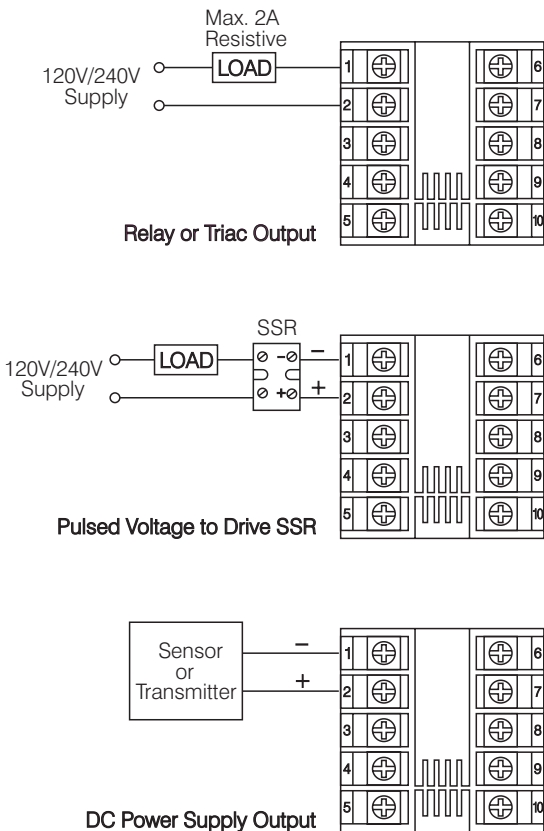 Max. 2A
Resistive
120V/240V
Supply
LOAD
1 6
2 7
3 8
4 9
5 10
Relay or Triac Output
SSR
120V/240V
Supply
LOAD
− −
+ +
1 6
2 7
3 8
4 9
5 10
Pulsed Voltage to Drive SSR
Sensor
or
Transmitter
−
+
1 6
2 7
3 8
4 9
5 10
DC Power Supply Output